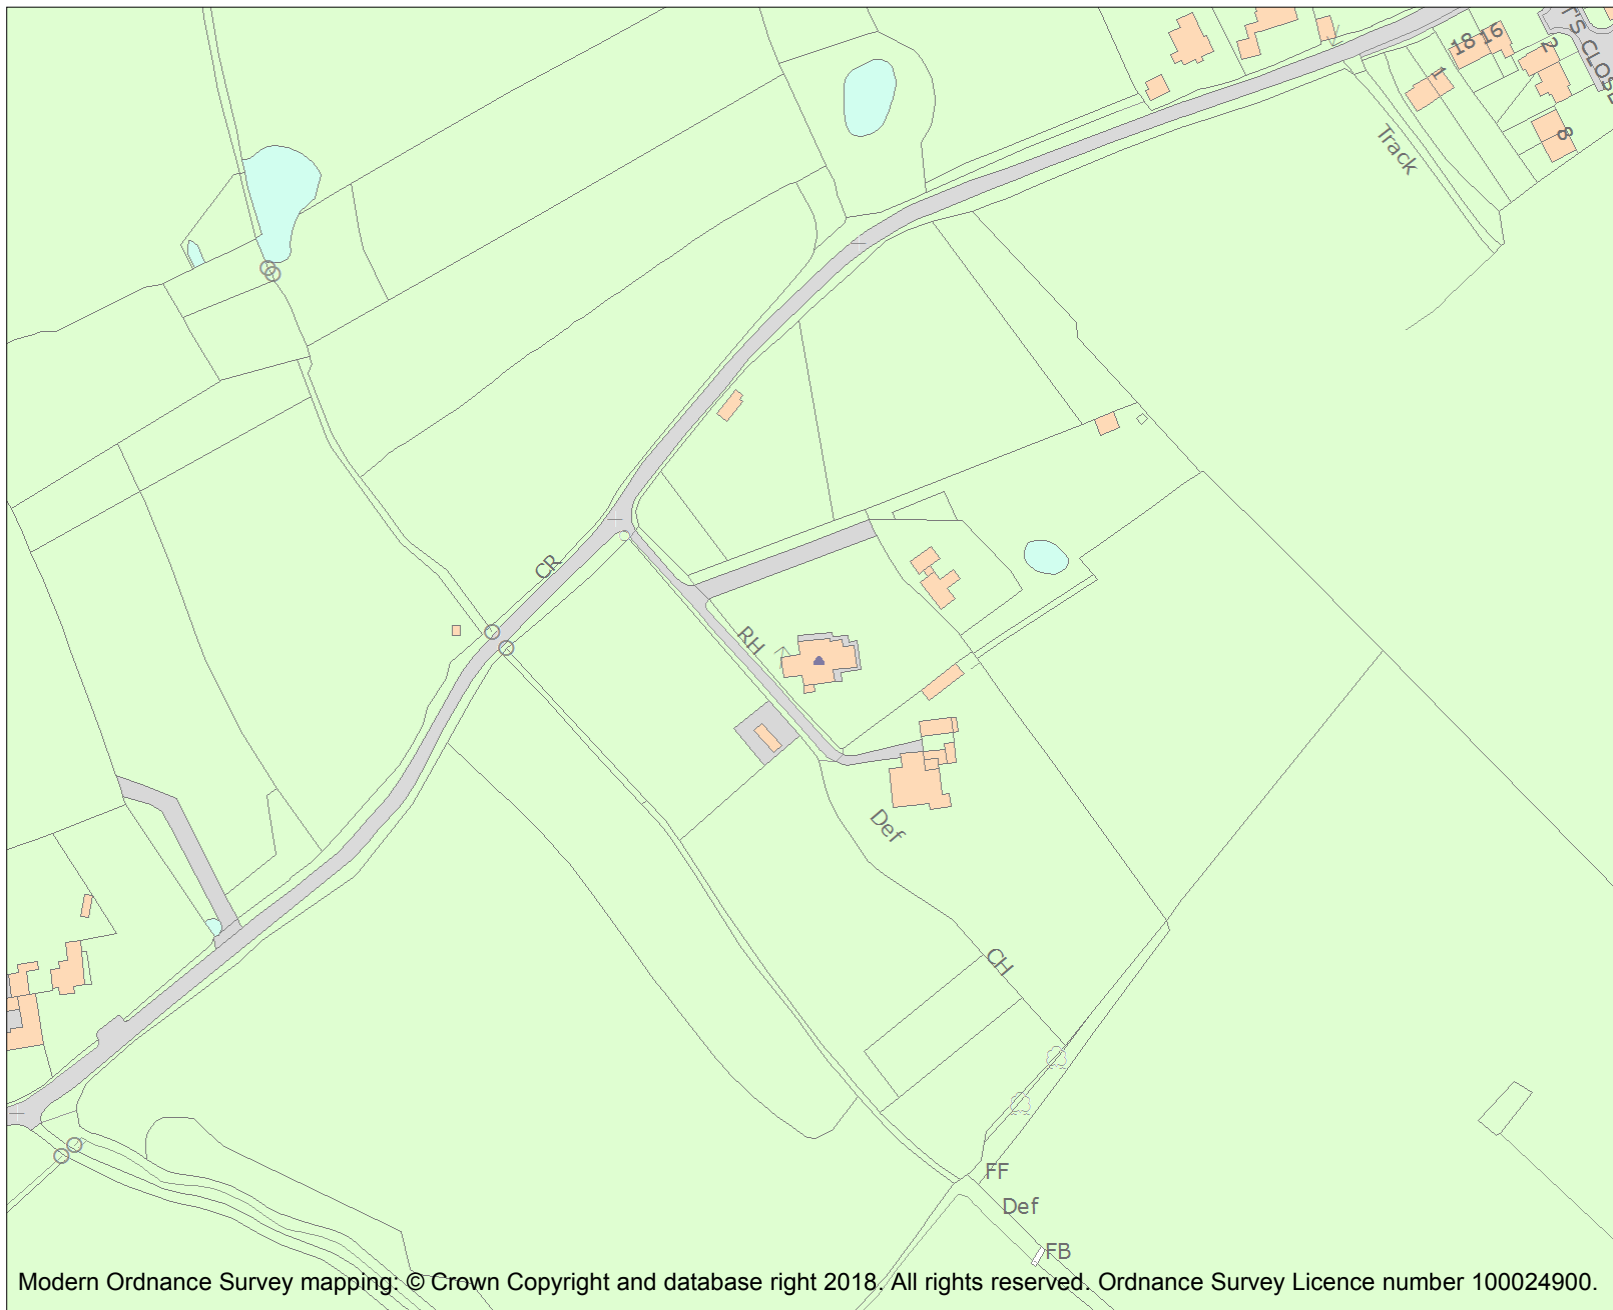 T'S CLOSE
18 16
2
1
8
Track
CR
RH
Def
CH
FF
Def
FB
Modern Ordnance Survey mapping: © Crown Copyright and database right 2018. All rights reserved. Ordnance Survey Licence number 100024900.